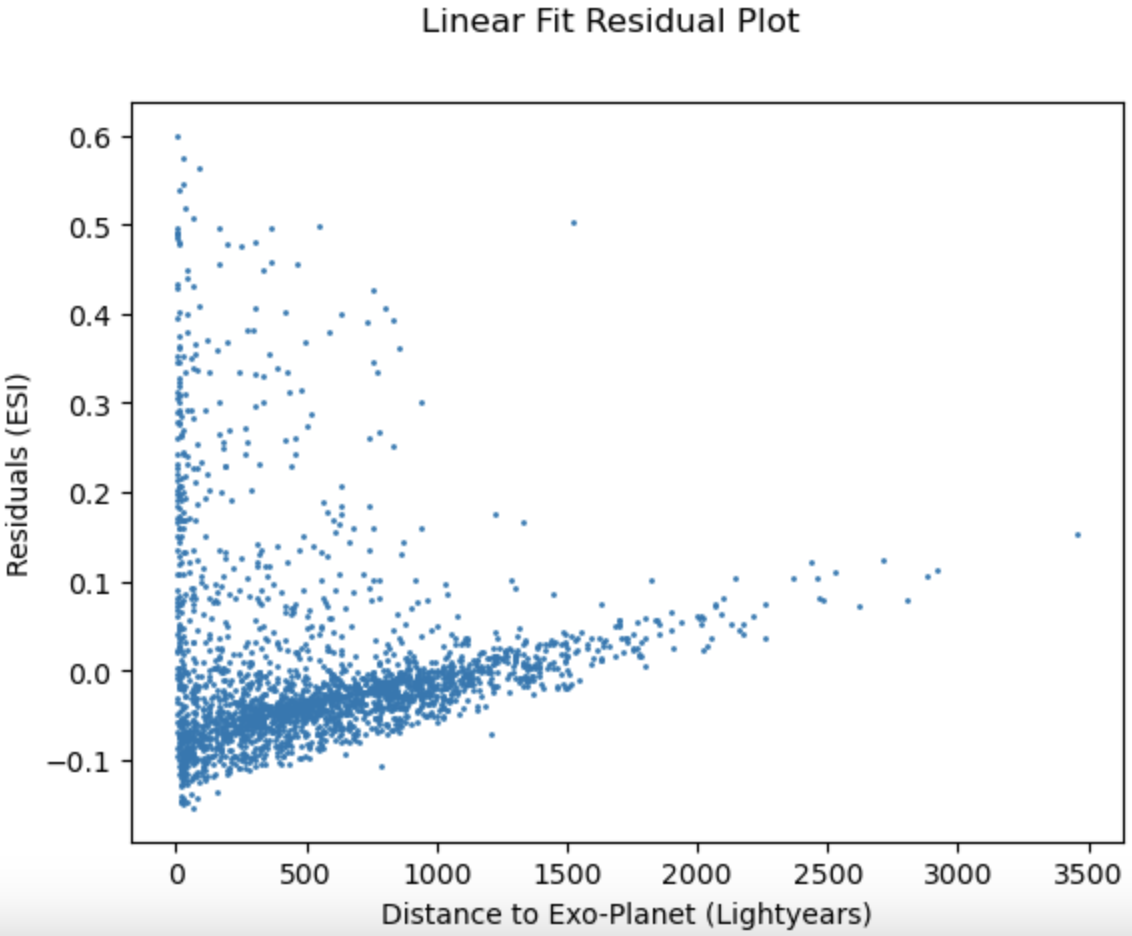 Linear Fit Residual Plot
0.6
0.5
0.4
0.3
0.2
0.1
0.0
−0.1
Residuals (ESI)
0 500 1000 1500 2000 2500 3000 3500
Distance to Exo-Planet (Lightyears)